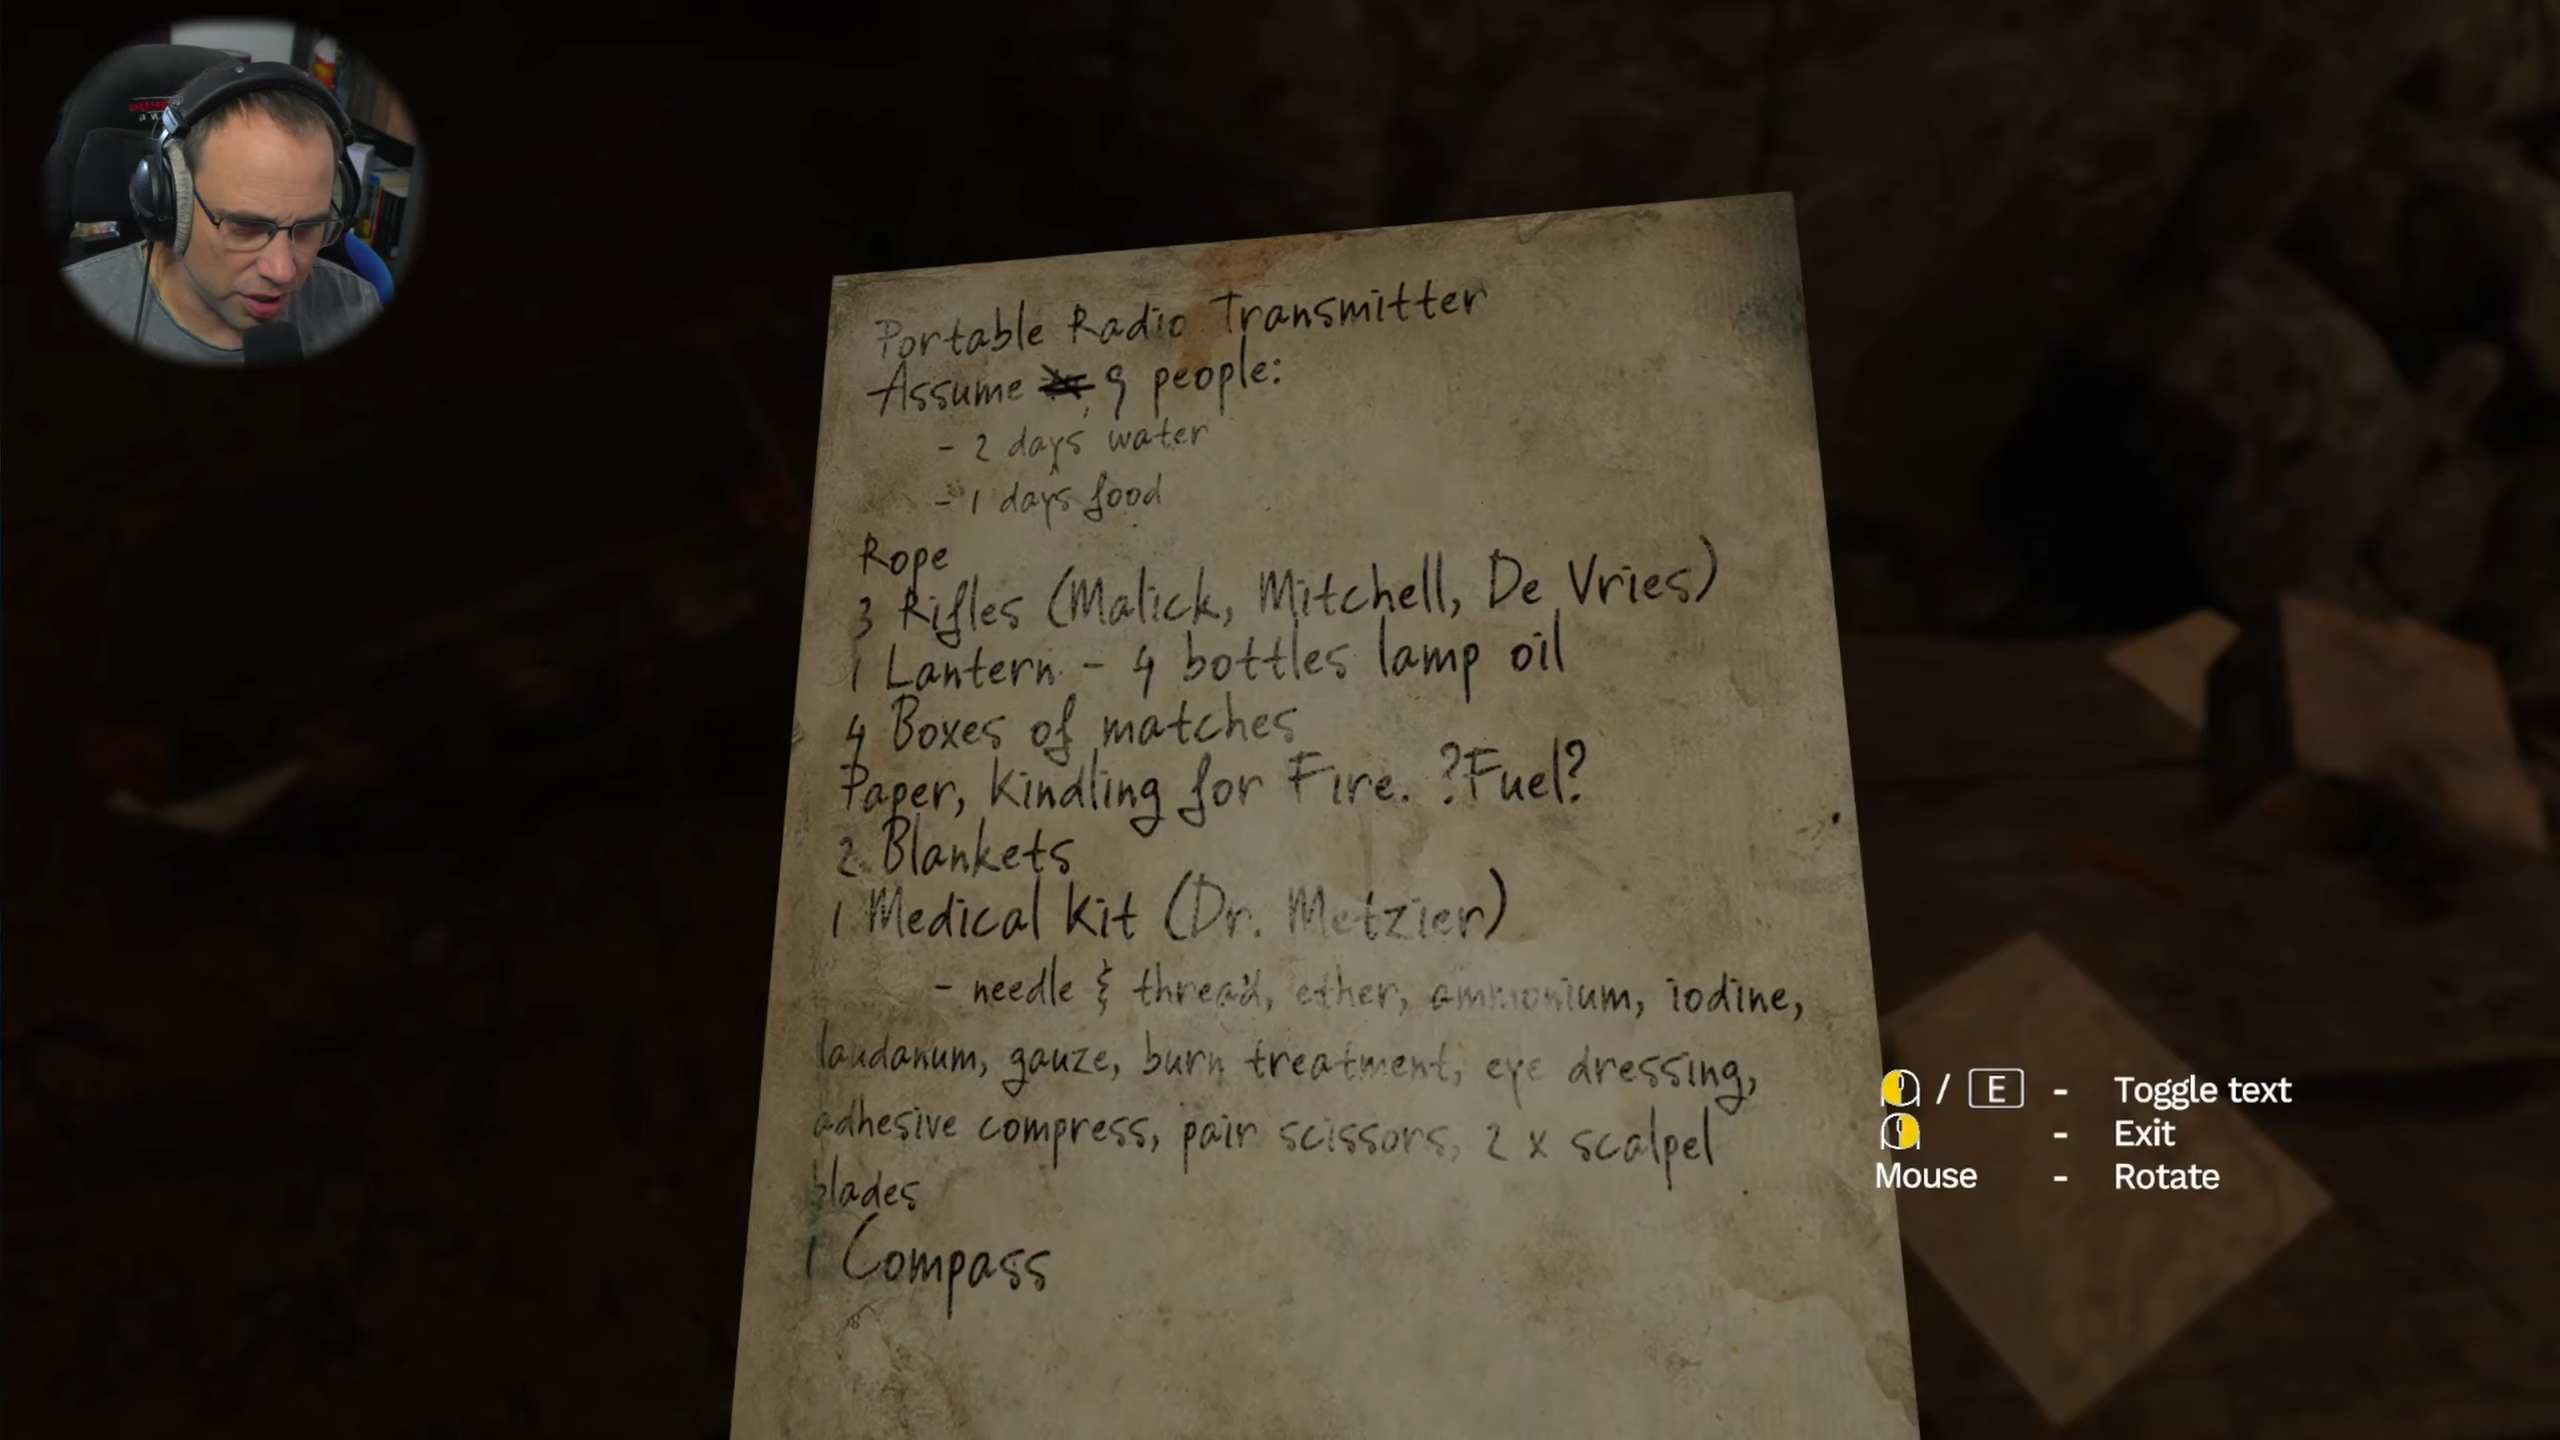 Portable Radio Transmitter
Assume 9 people:
- 2 days water
- 1 days food
Rope
3 Rifles (Malick, Mitchell, De Vries)
1 Lantern - 4 bottles lamp oil
4 Boxes of matches
Paper, kindling for Fire. ?Fuel?
2 Blankets
1 Medical Kit (Dr. Metzier)
- needle & thread, ether, ammonium, iodine,
laudanum, gauze, burn treatment, eye dressing,
adhesive compress, pair scissors, 2 x scalpel
blades
1 Compass
/ E - Toggle text
- Exit
Mouse - Rotate